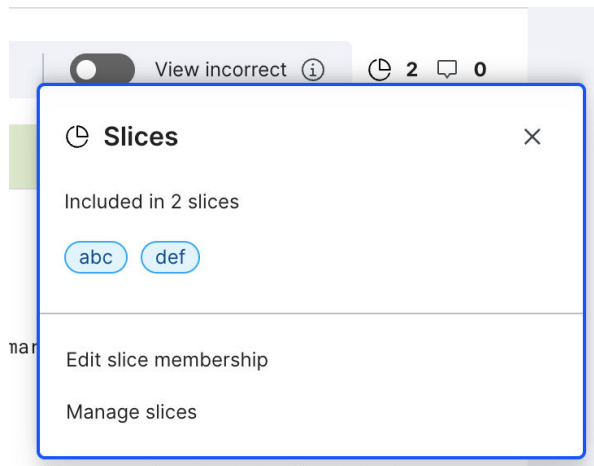 View incorrect 2 0
Slices
Included in 2 slices
abc def
Edit slice membership
Manage slices